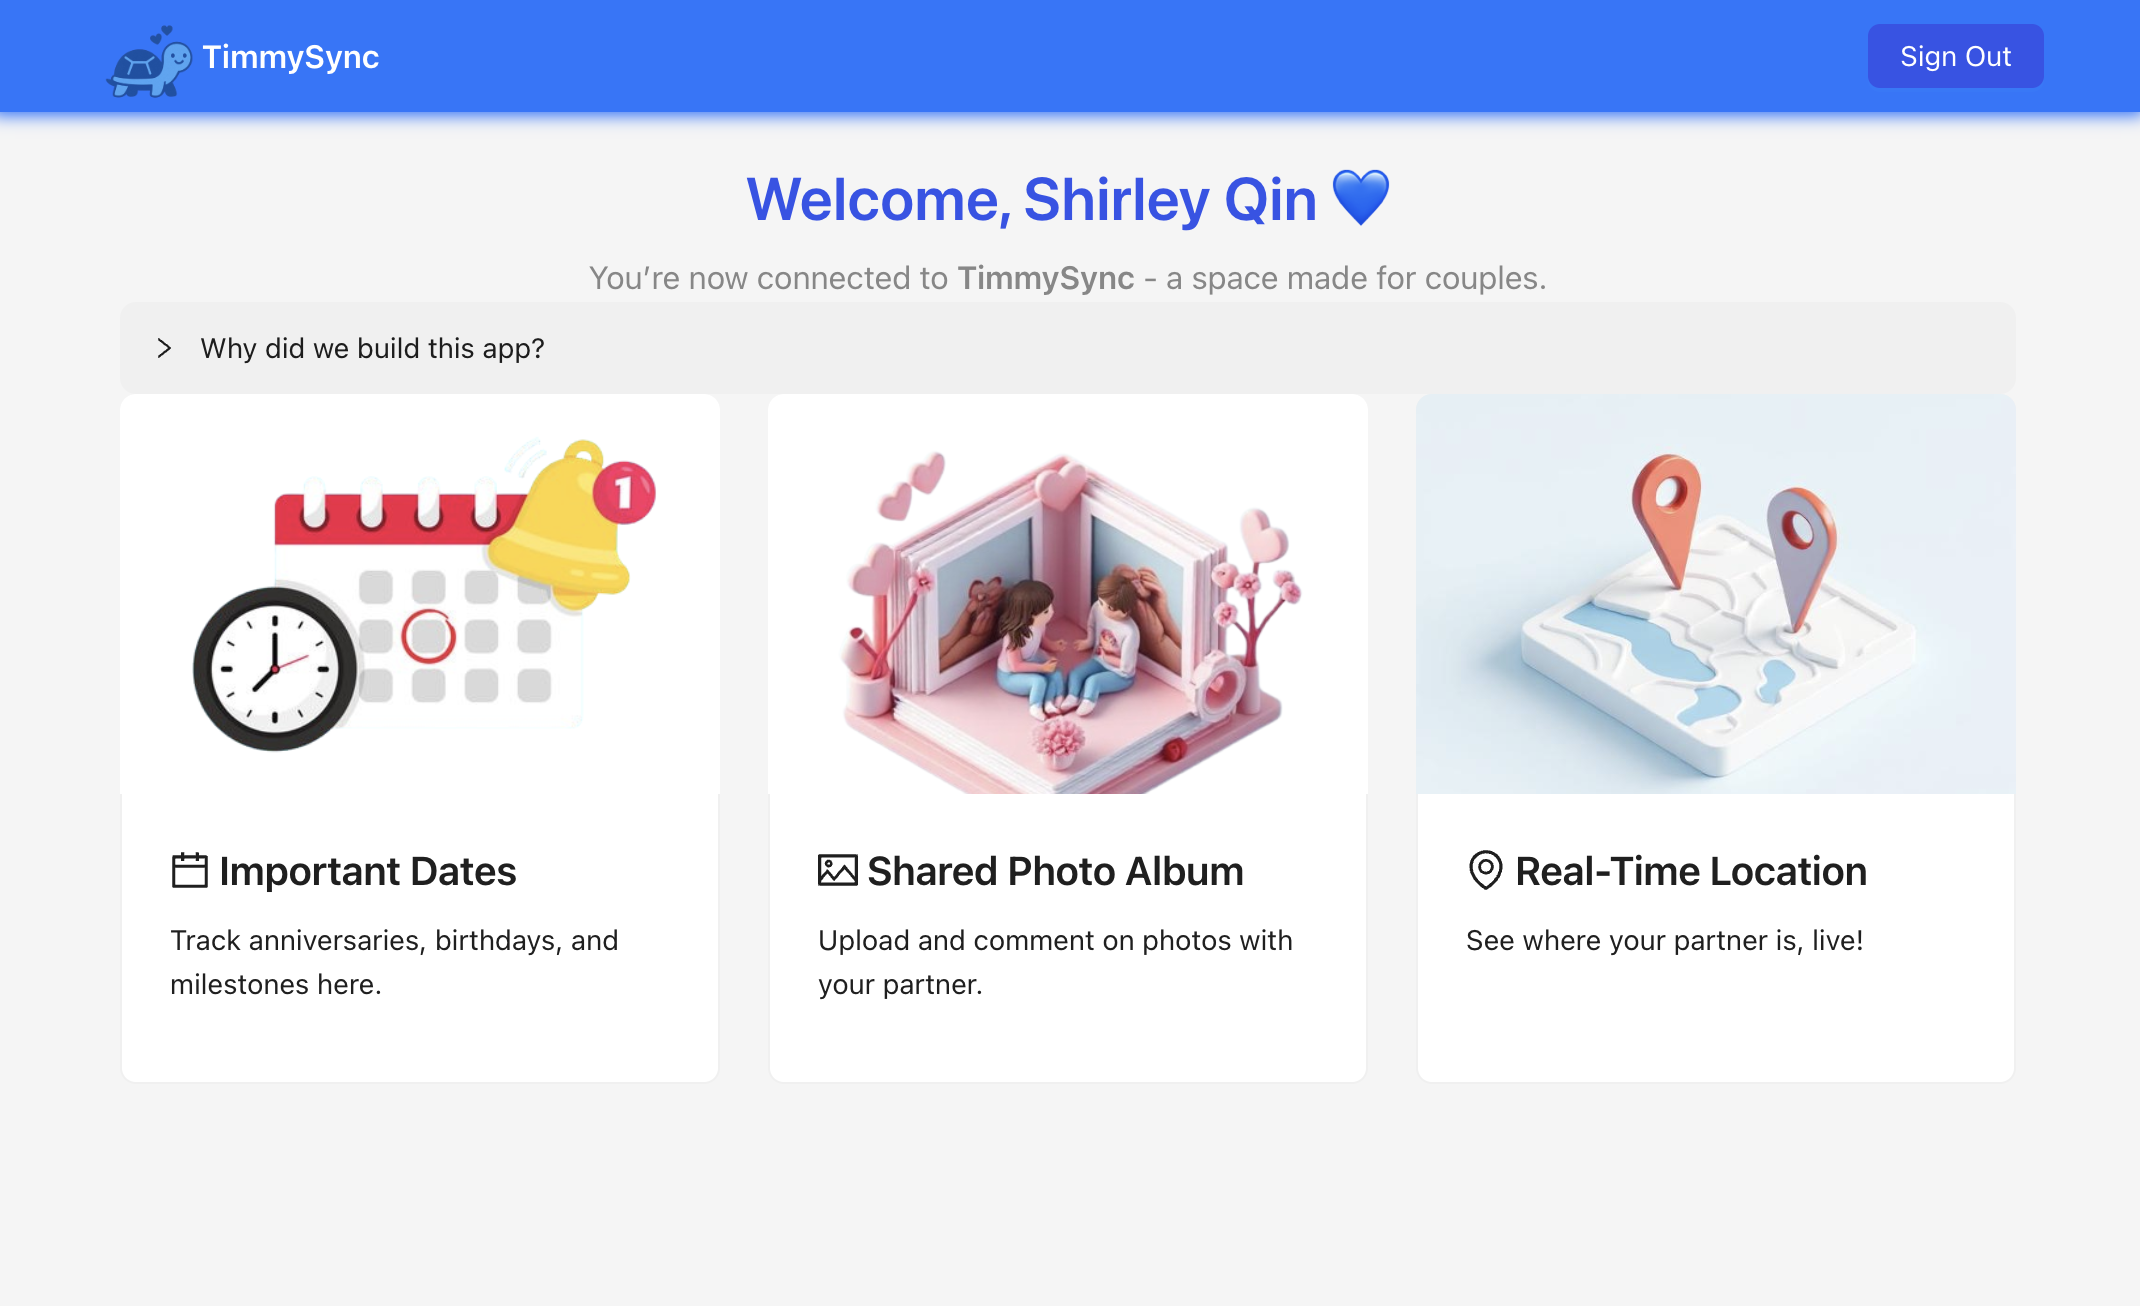 TimmySync
Sign Out
Welcome, Shirley Qin 💙
You’re now connected to TimmySync - a space made for couples.
Why did we build this app?
1
Important Dates
Track anniversaries, birthdays, and
milestones here.
Shared Photo Album
Upload and comment on photos with
your partner.
Real-Time Location
See where your partner is, live!